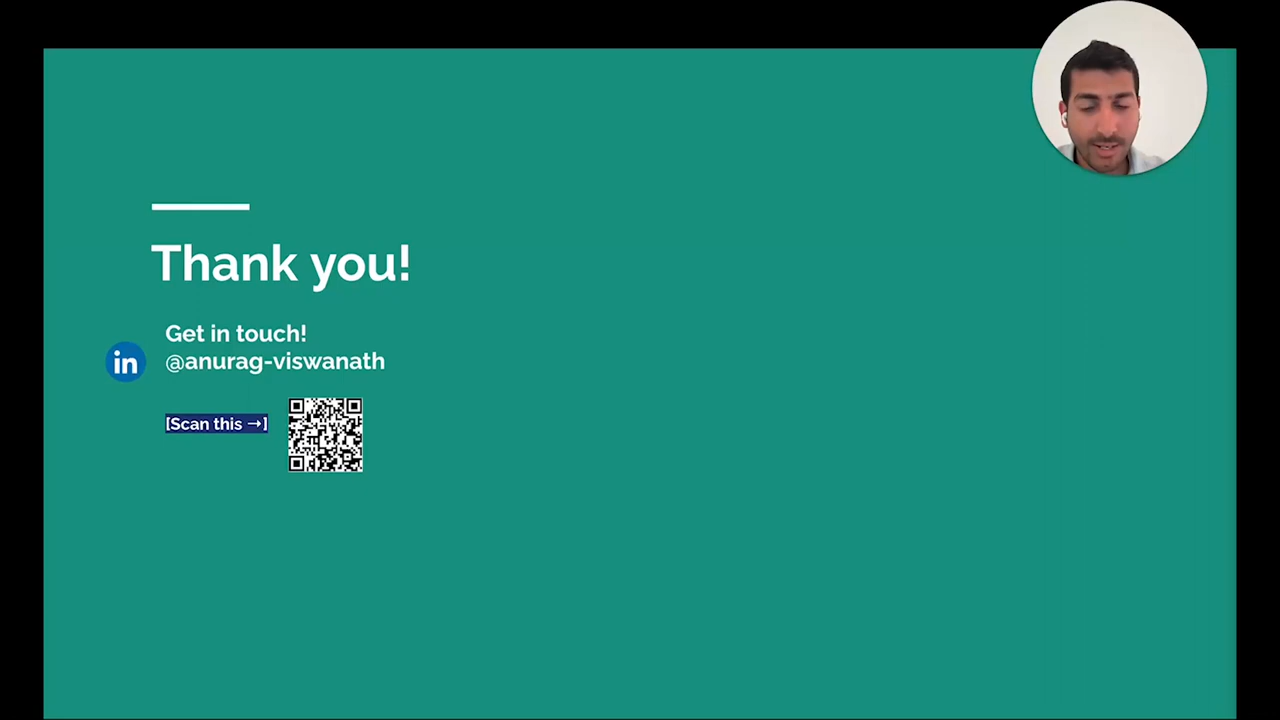 Thank you!
Get in touch!
in @anurag-viswanath
[Scan this →]